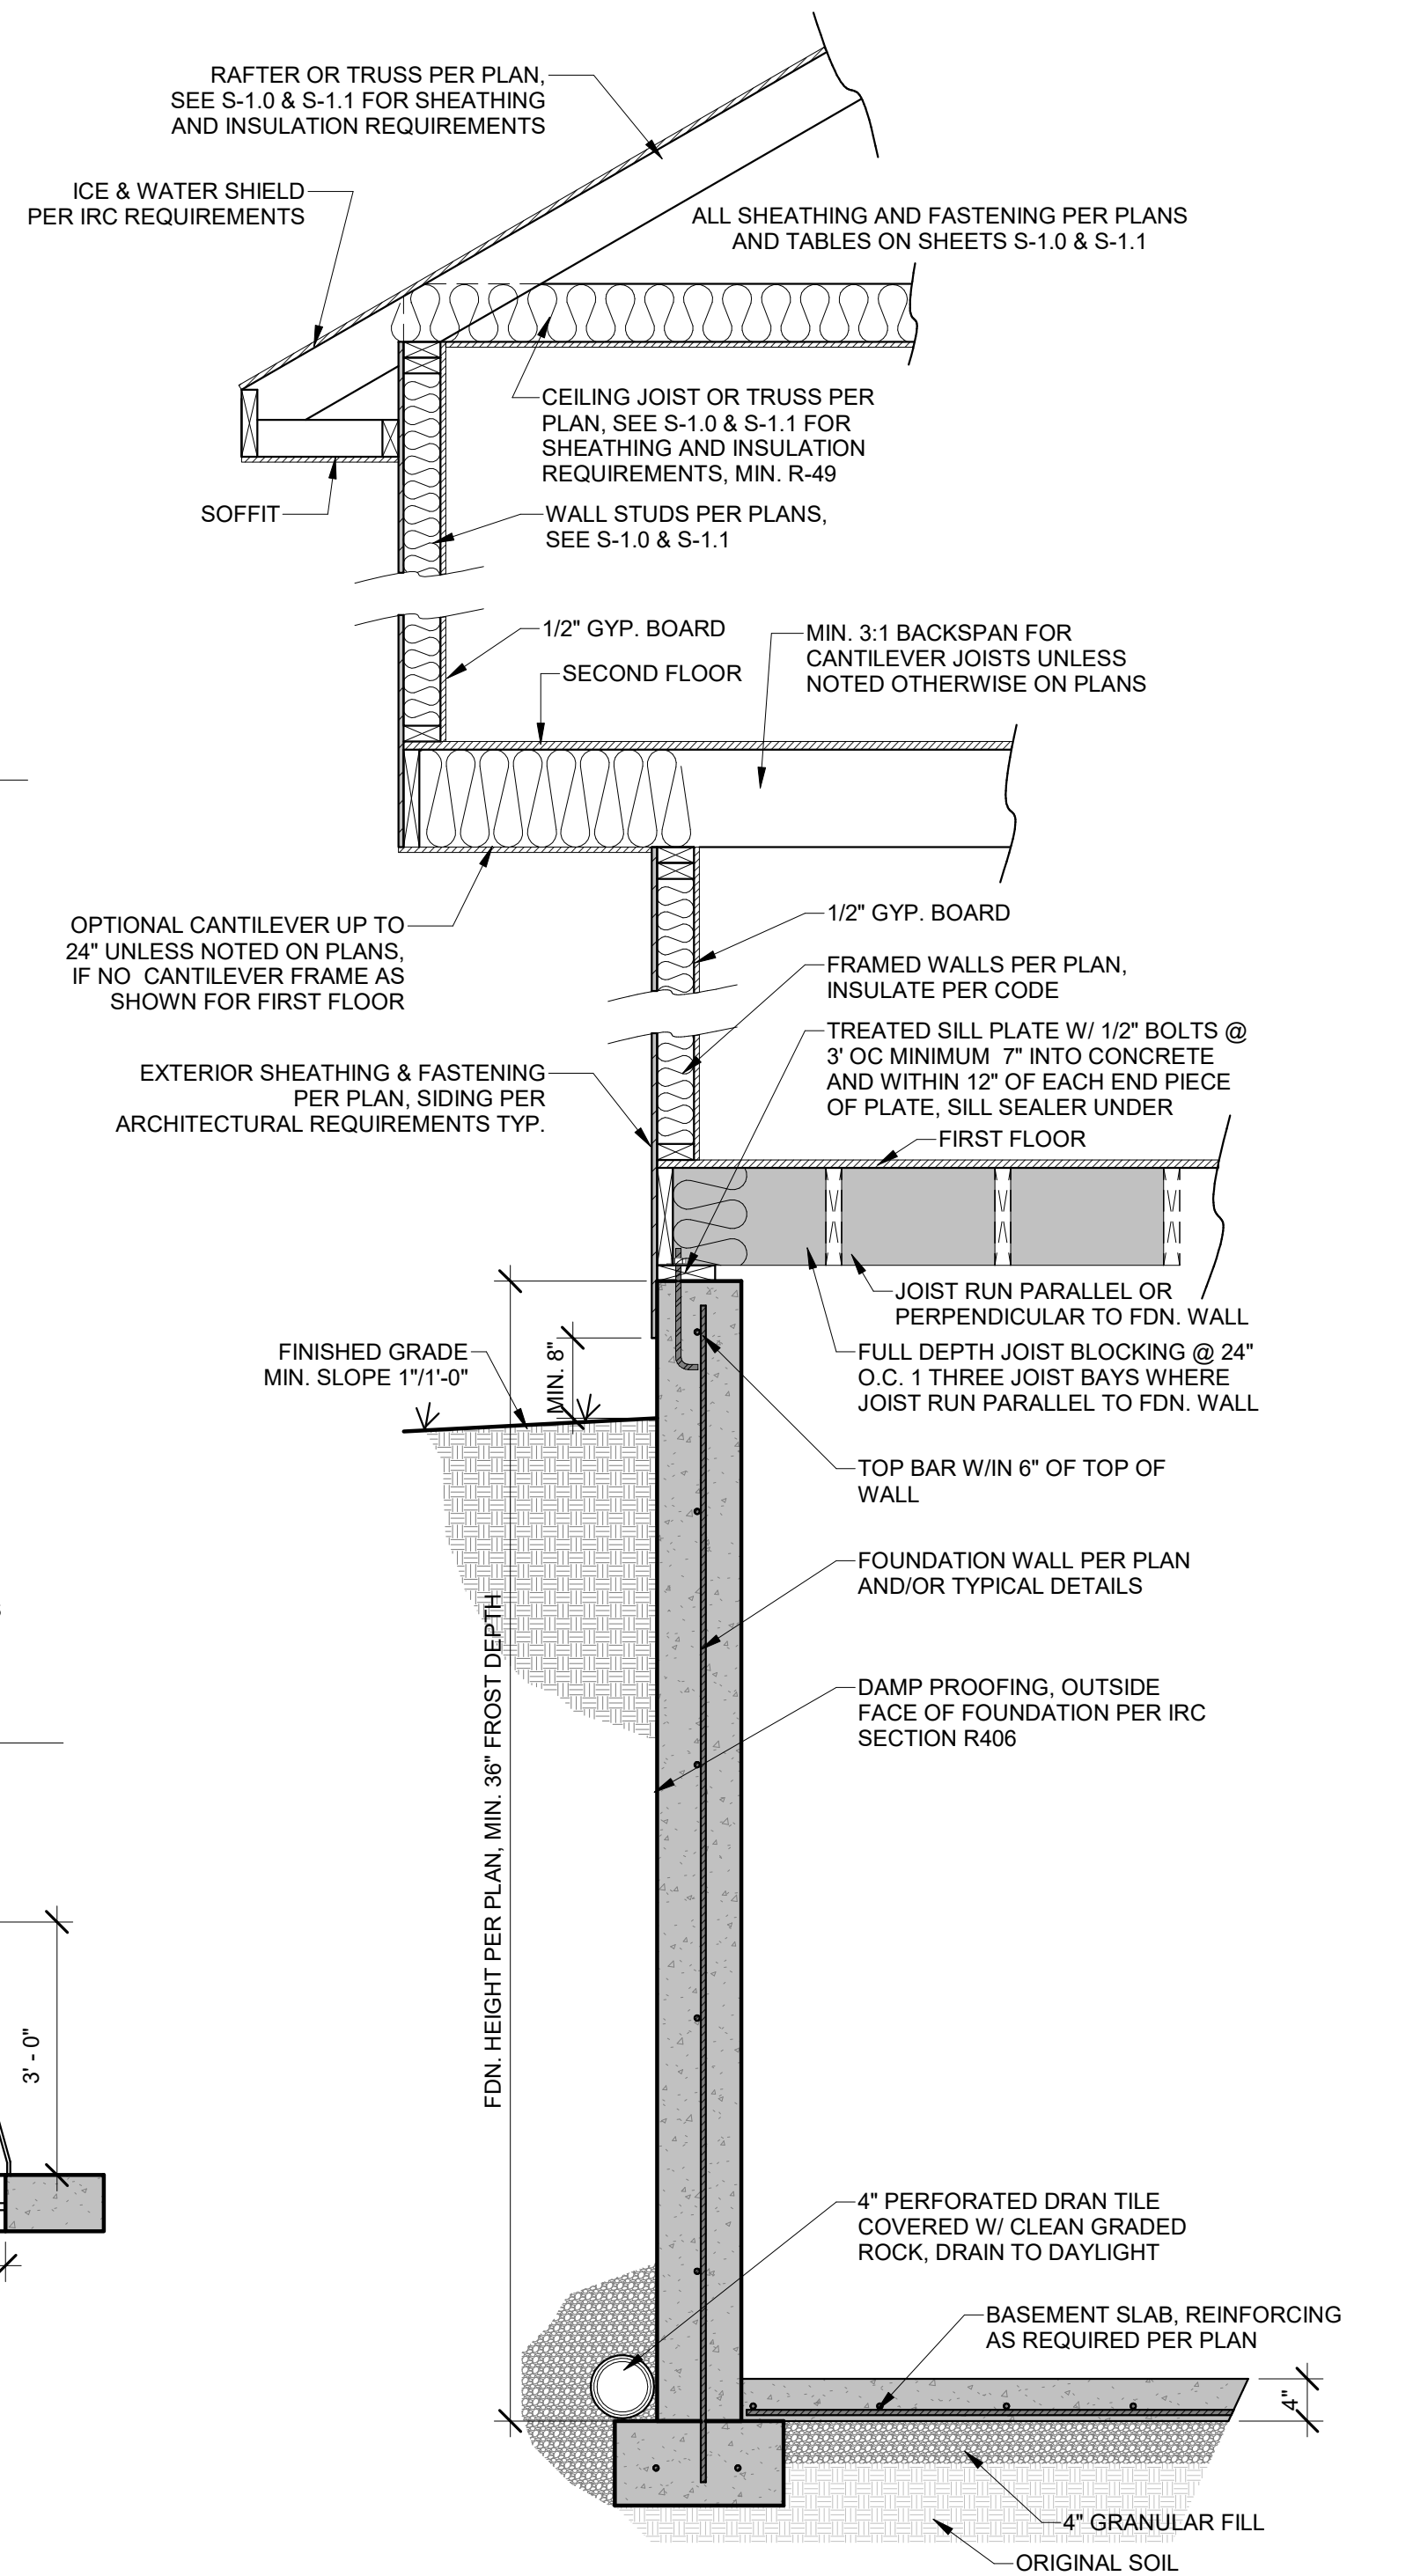 RAFTER OR TRUSS PER PLAN,
SEE S-1.0 & S-1.1 FOR SHEATHING
AND INSULATION REQUIREMENTS
ICE & WATER SHIELD
PER IRC REQUIREMENTS
ALL SHEATHING AND FASTENING PER PLANS
AND TABLES ON SHEETS S-1.0 & S-1.1
CEILING JOIST OR TRUSS PER
PLAN, SEE S-1.0 & S-1.1 FOR
SHEATHING AND INSULATION
REQUIREMENTS, MIN. R-49
SOFFIT
WALL STUDS PER PLANS,
SEE S-1.0 & S-1.1
1/2" GYP. BOARD
SECOND FLOOR
MIN. 3:1 BACKSPAN FOR
CANTILEVER JOISTS UNLESS
NOTED OTHERWISE ON PLANS
OPTIONAL CANTILEVER UP TO
24" UNLESS NOTED ON PLANS,
IF NO CANTILEVER FRAME AS
SHOWN FOR FIRST FLOOR
1/2" GYP. BOARD
FRAMED WALLS PER PLAN,
INSULATE PER CODE
TREATED SILL PLATE W/ 1/2" BOLTS @
3' OC MINIMUM 7" INTO CONCRETE
AND WITHIN 12" OF EACH END PIECE
OF PLATE, SILL SEALER UNDER
EXTERIOR SHEATHING & FASTENING
PER PLAN, SIDING PER
ARCHITECTURAL REQUIREMENTS TYP.
FIRST FLOOR
JOIST RUN PARALLEL OR
PERPENDICULAR TO FDN. WALL
FINISHED GRADE
MIN. SLOPE 1"/1'-0"
MIN. 8"
FULL DEPTH JOIST BLOCKING @ 24"
O.C. 1 THREE JOIST BAYS WHERE
JOIST RUN PARALLEL TO FDN. WALL
TOP BAR W/IN 6" OF TOP OF
WALL
FOUNDATION WALL PER PLAN
AND/OR TYPICAL DETAILS
FDN. HEIGHT PER PLAN, MIN. 36" FROST DEPTH
DAMP PROOFING, OUTSIDE
FACE OF FOUNDATION PER IRC
SECTION R406
3' - 0"
4" PERFORATED DRAN TILE
COVERED W/ CLEAN GRADED
ROCK, DRAIN TO DAYLIGHT
BASEMENT SLAB, REINFORCING
AS REQUIRED PER PLAN
4"
4" GRANULAR FILL
ORIGINAL SOIL